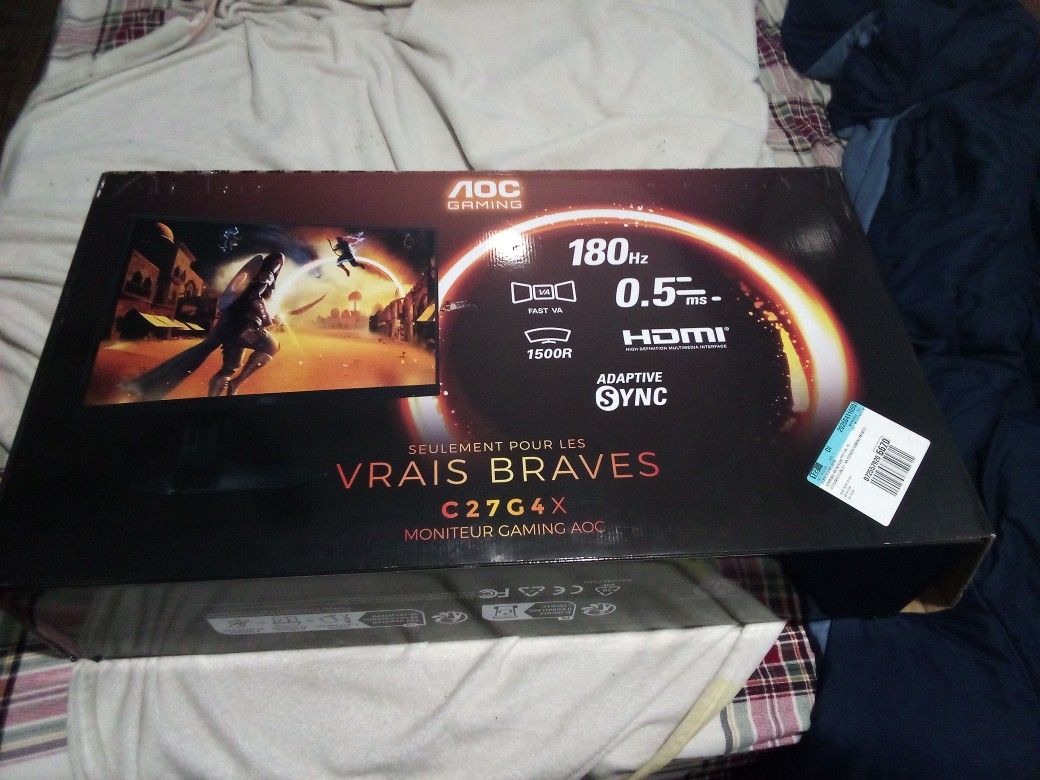 AOC
GAMING
180Hz
VA
FAST VA
0.5ms
1500R
HDMI
HIGH-DEFINITION MULTIMEDIA INTERFACE
ADAPTIVE
SYNC
SEULEMENT POUR LES
VRAIS BRAVES
C27G4X
MONITEUR GAMING AOC